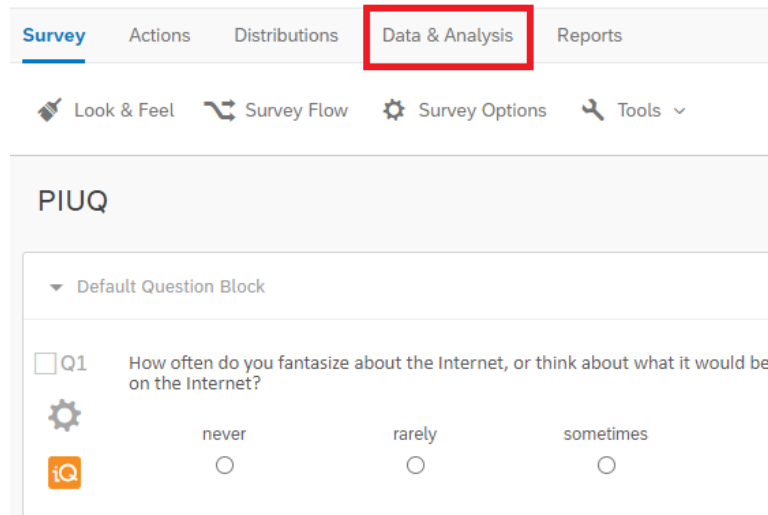 Survey Actions Distributions Data & Analysis Reports
Look & Feel Survey Flow Survey Options Tools
PIUQ
Default Question Block
Q1 How often do you fantasize about the Internet, or think about what it would be
on the Internet?
never rarely sometimes
iQ